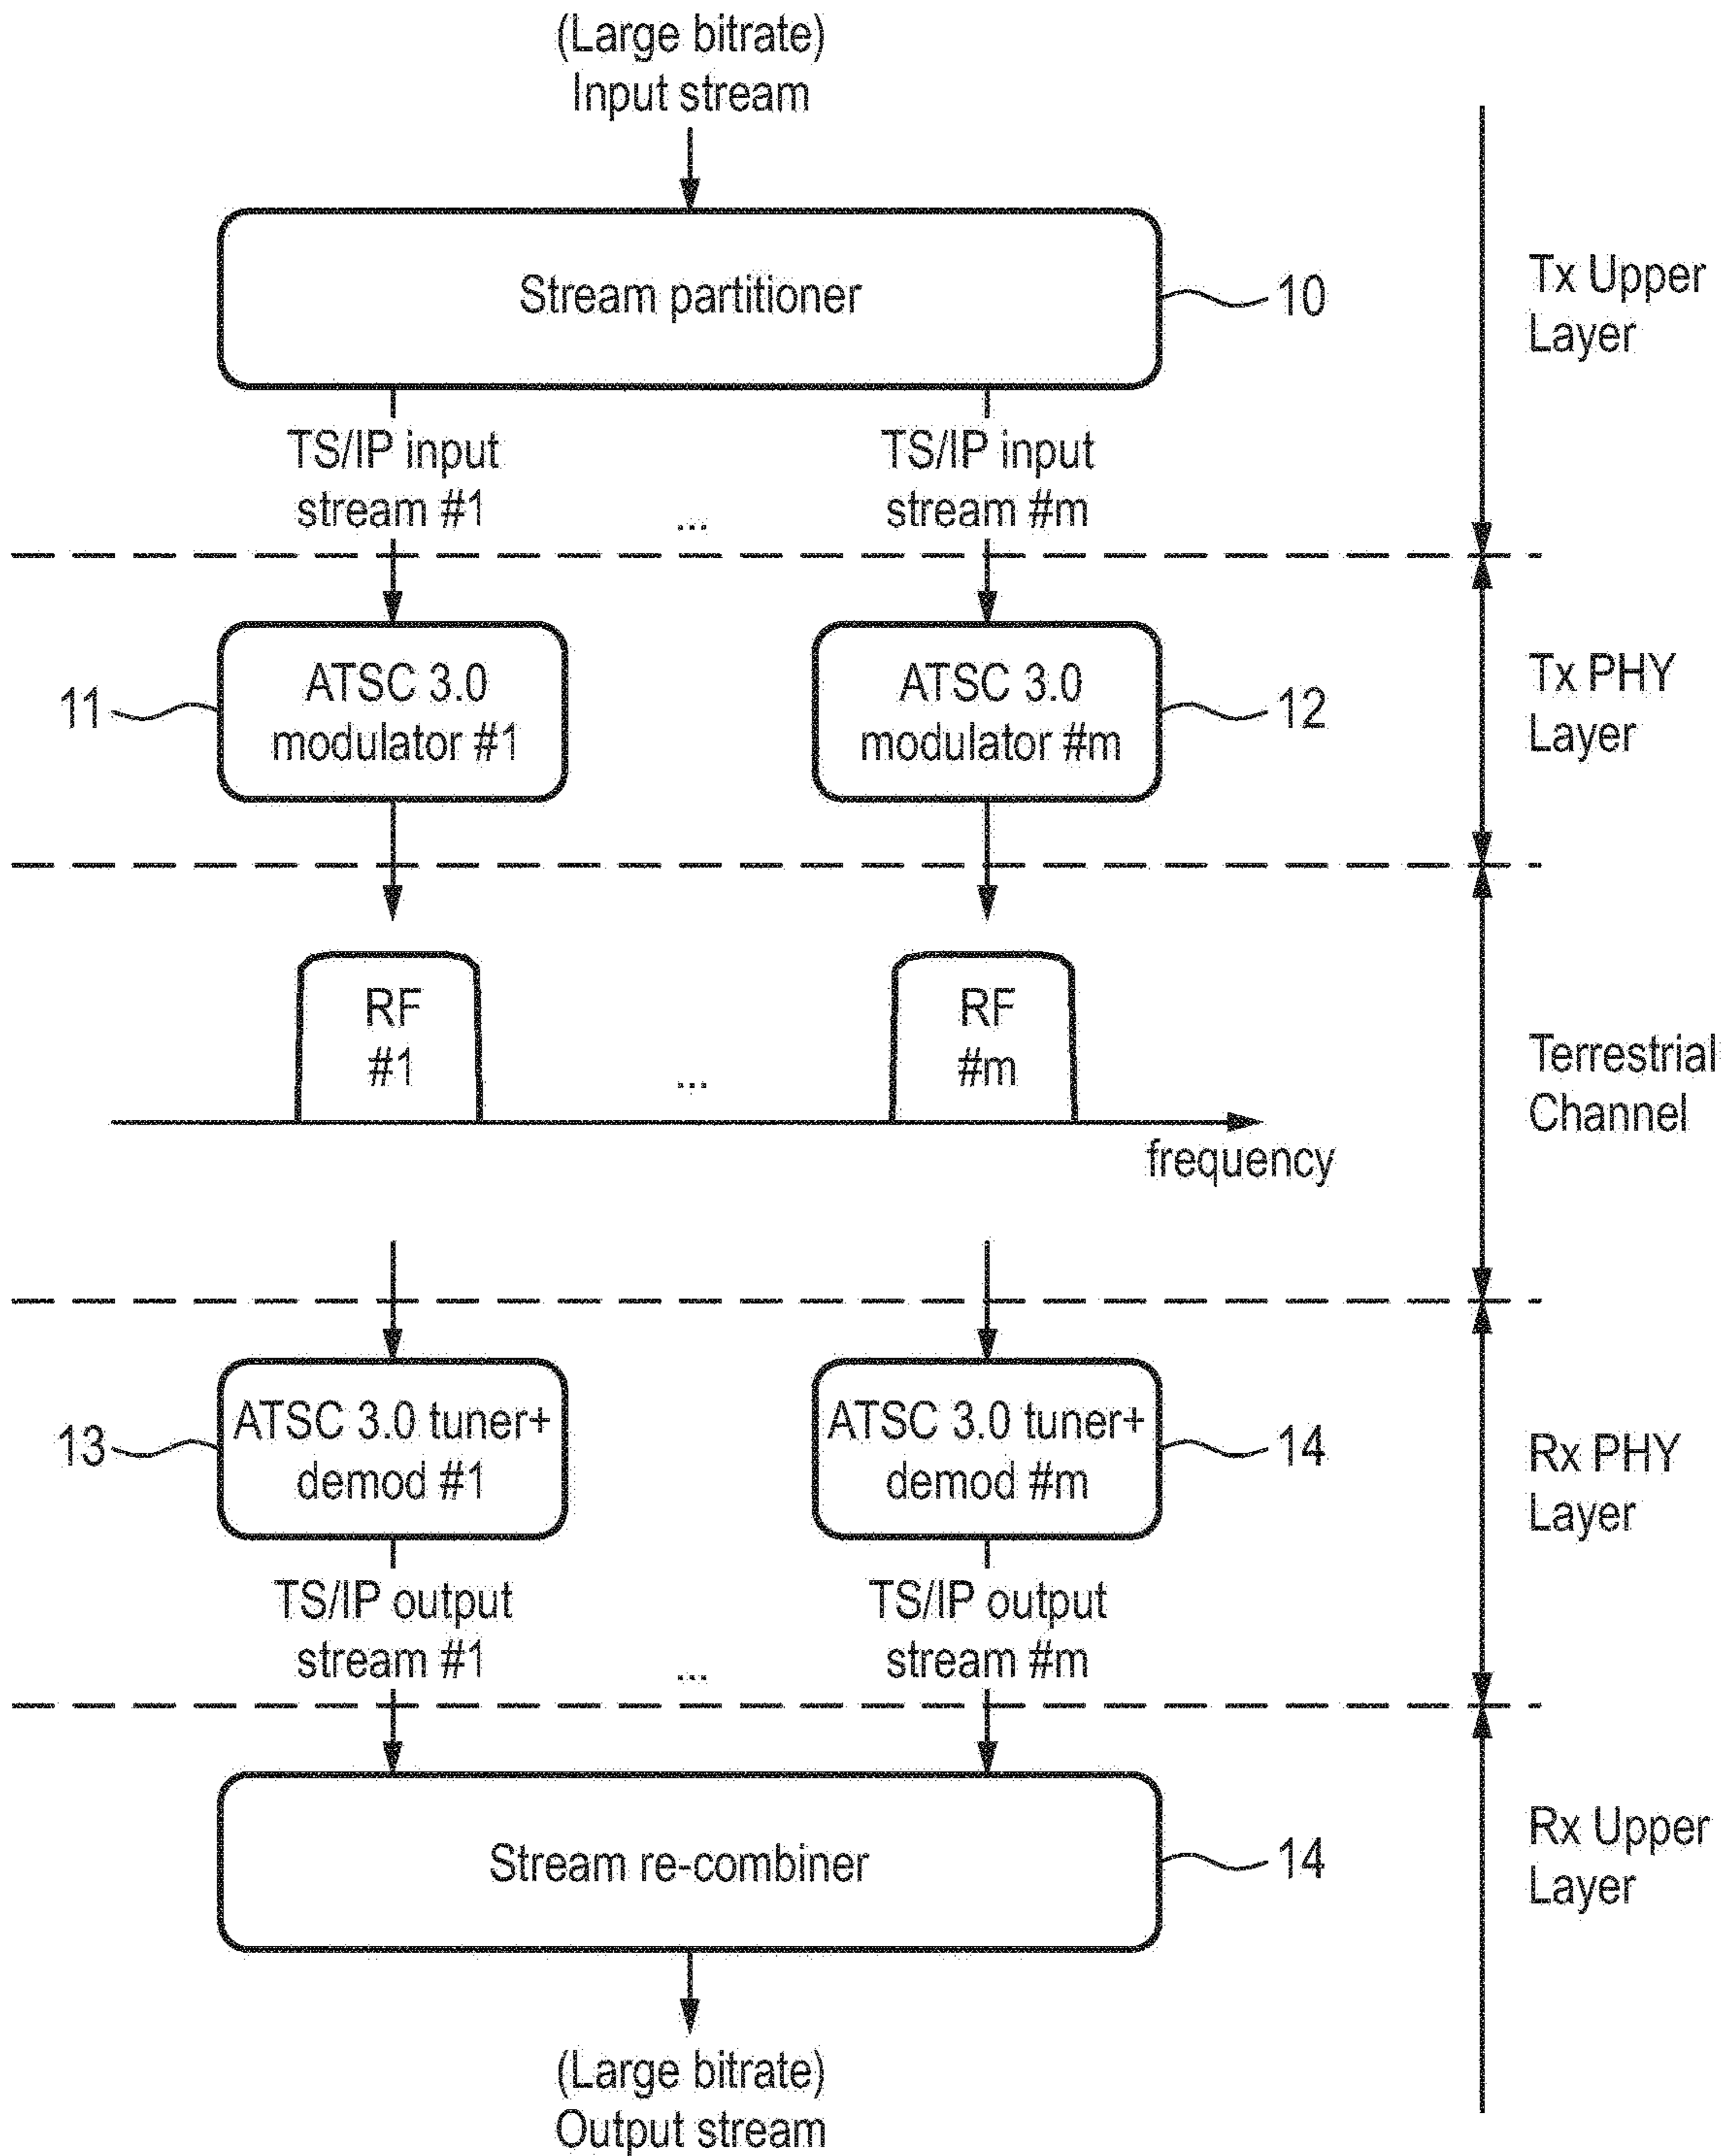 (Large bitrate)
Input stream
Stream partitioner
10
Tx Upper
Layer
TS/IP input
stream #1
...
TS/IP input
stream #m
11
ATSC 3.0
modulator #1
ATSC 3.0
modulator #m
12
Tx PHY
Layer
RF
#1
...
RF
#m
frequency
Terrestrial
Channel
13
ATSC 3.0 tuner+
demod #1
ATSC 3.0 tuner+
demod #m
14
Rx PHY
Layer
TS/IP output
stream #1
...
TS/IP output
stream #m
Stream re-combiner
14
Rx Upper
Layer
(Large bitrate)
Output stream